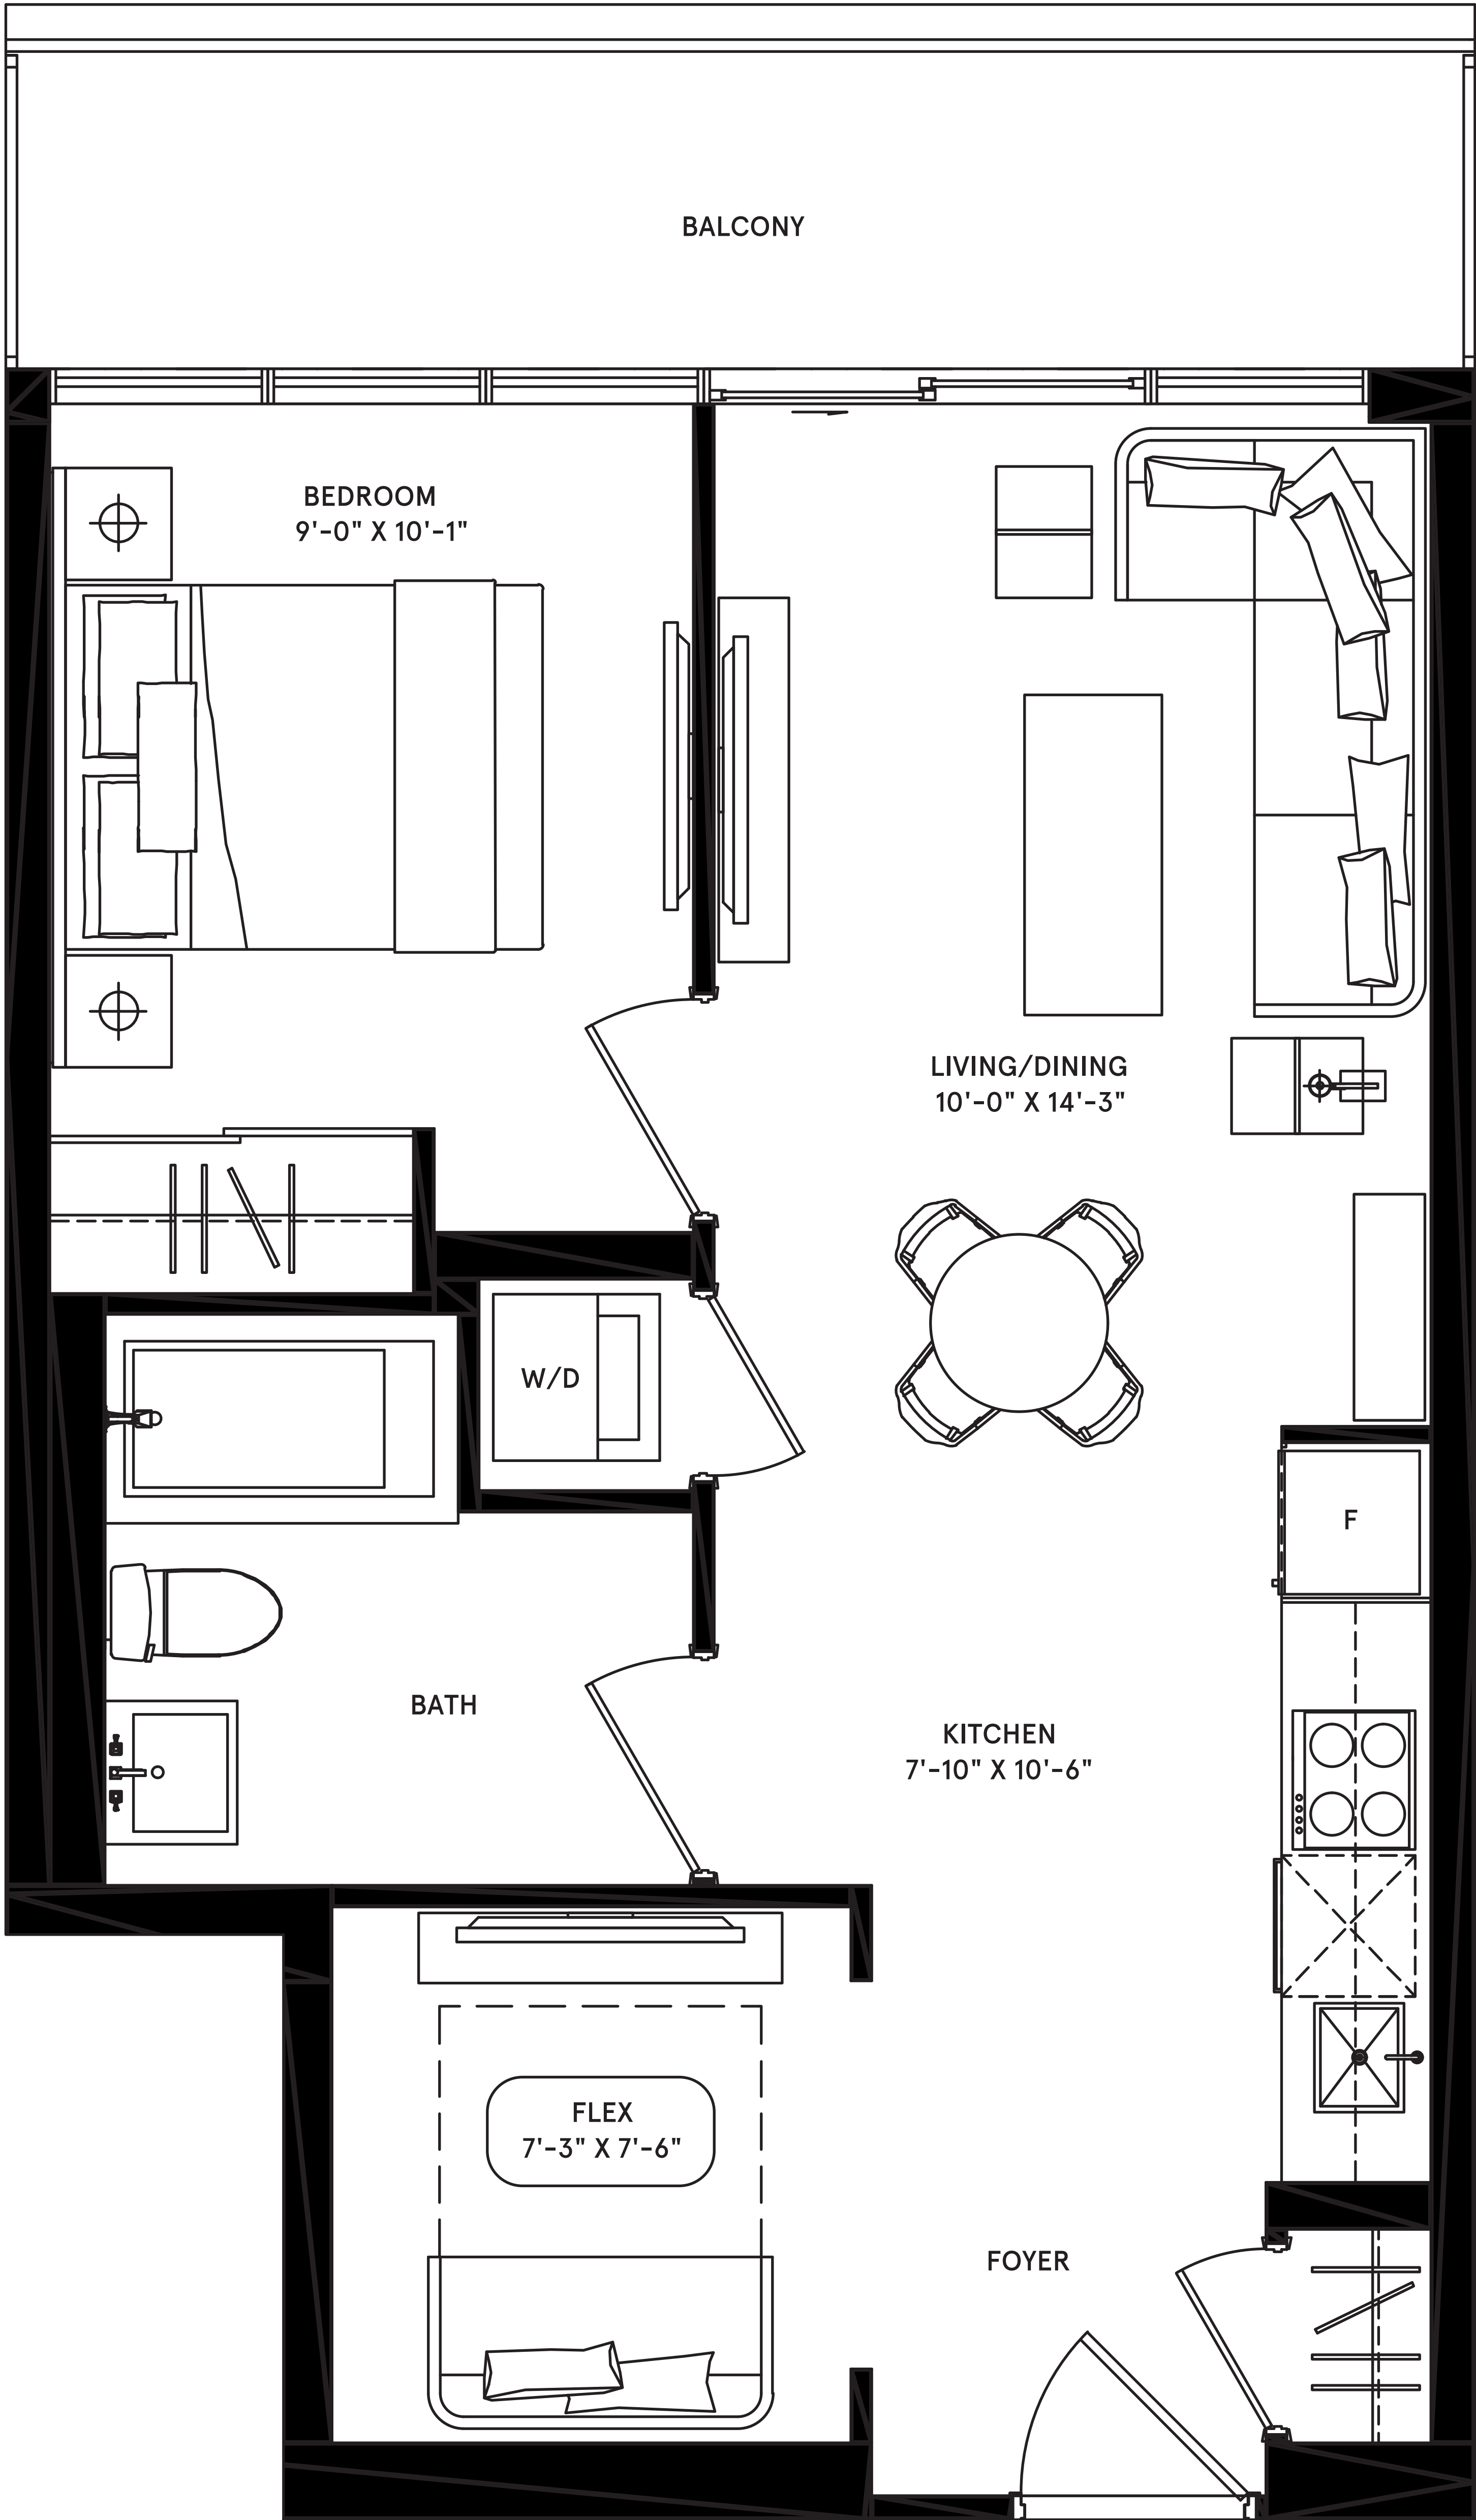 BALCONY
BEDROOM
9'-0" X 10'-1"
LIVING/DINING
10'-0" X 14'-3"
W/D
F
BATH
KITCHEN
7'-10" X 10'-6"
FLEX
7'-3" X 7'-6"
FOYER